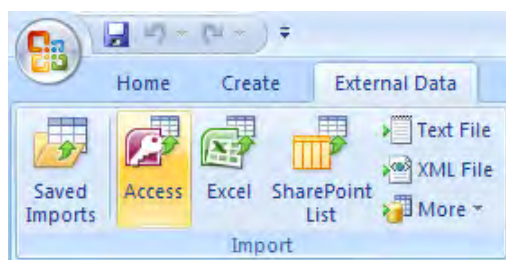 Home Create External Data
Saved Imports
Access
Excel
SharePoint List
Text File
XML File
More
Import